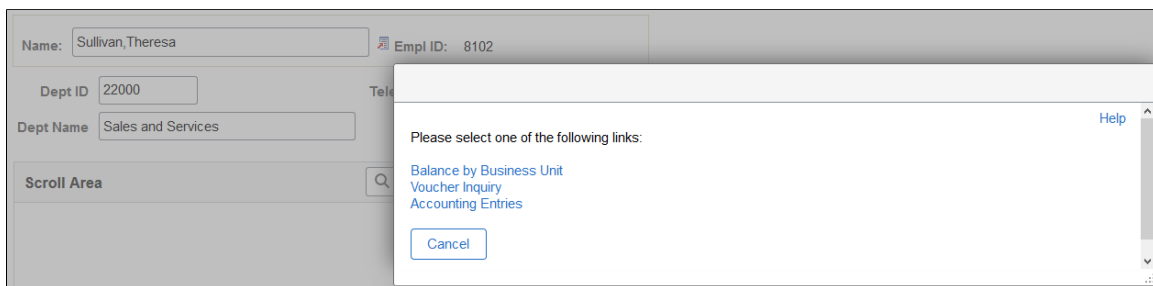 Name: Sullivan,Theresa Empl ID: 8102
Dept ID 22000 Tele
Dept Name Sales and Services
Scroll Area
Help
Please select one of the following links:
Balance by Business Unit
Voucher Inquiry
Accounting Entries
Cancel